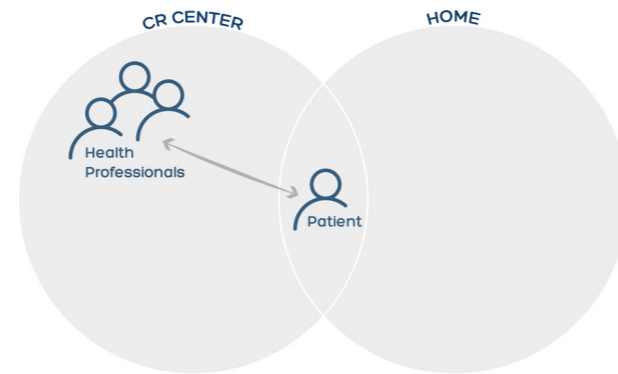 CR CENTER
HOME
Health
Professionals
Patient